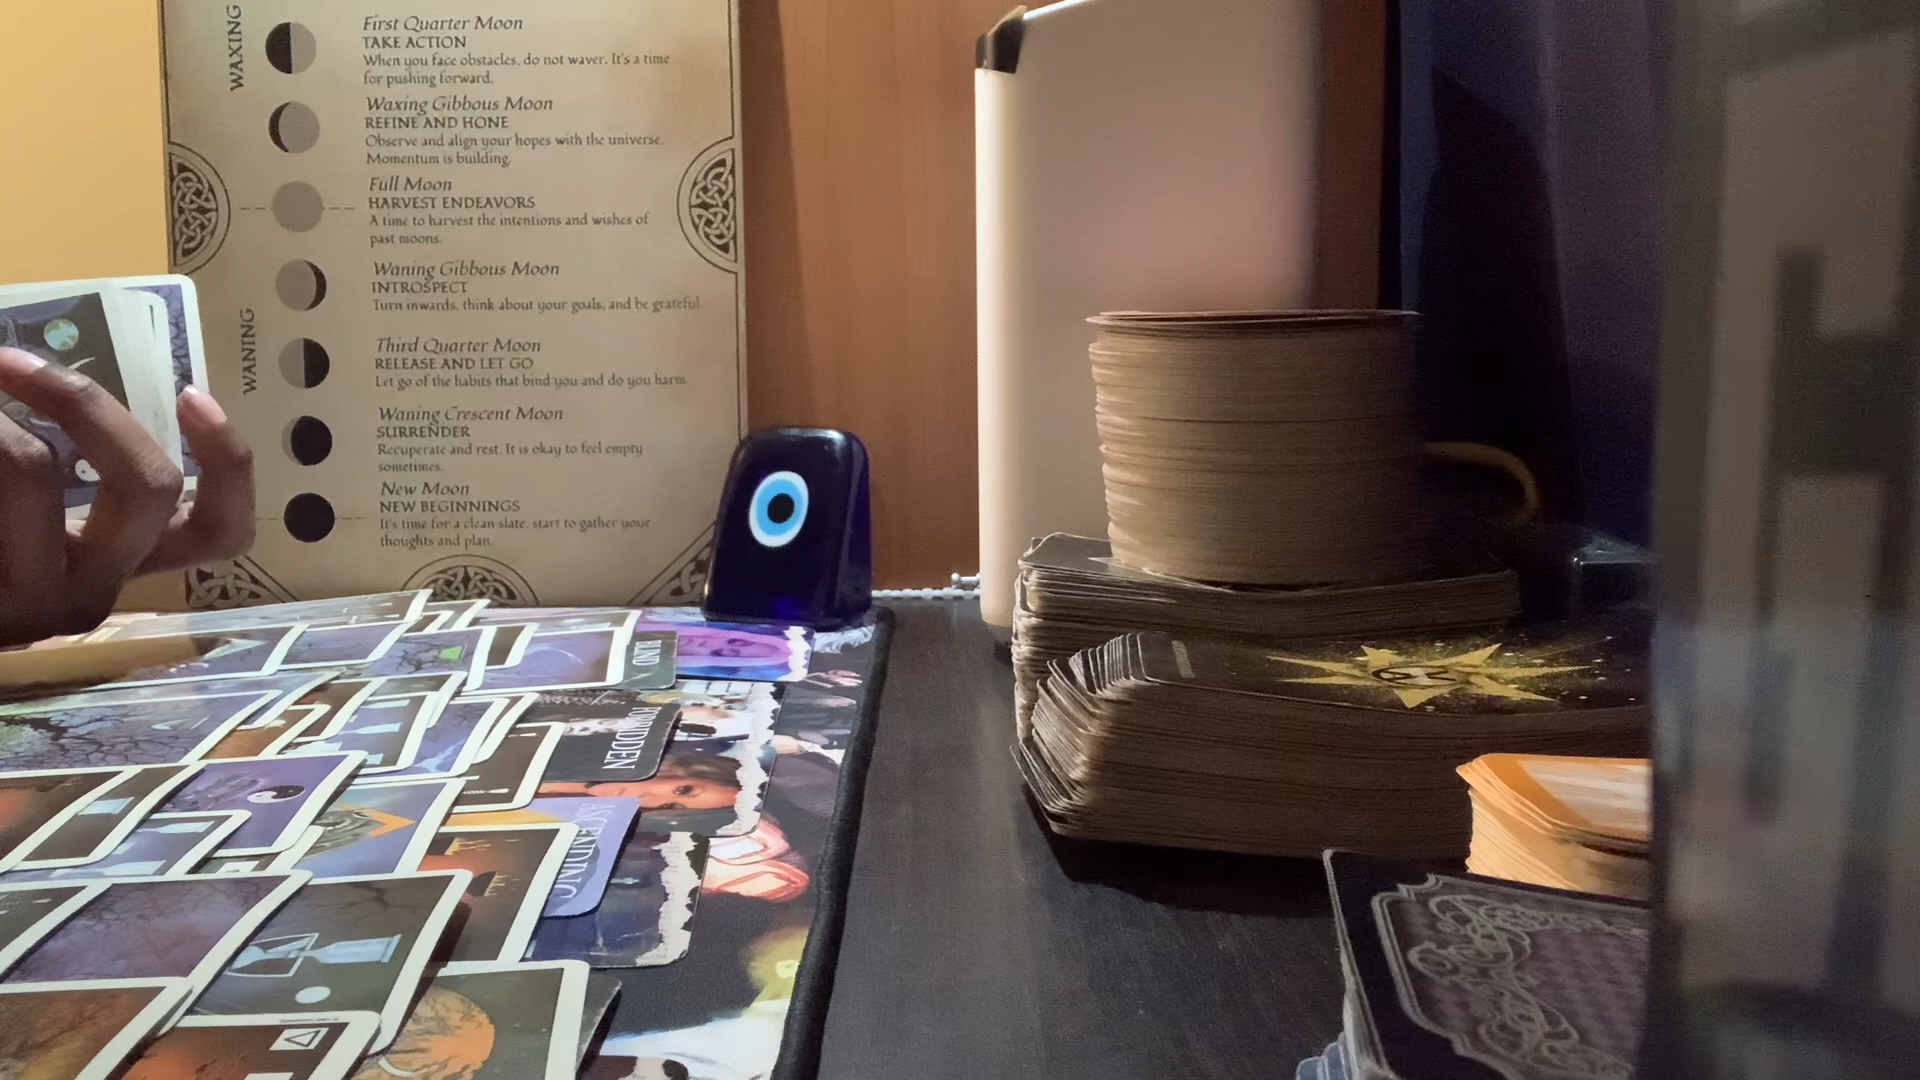 WAXING
First Quarter Moon
TAKE ACTION
When you face obstacles, do not waver. It's a time
for pushing forward.
Waxing Gibbous Moon
REFINE AND HONE
Observe and align your hopes with the universe.
Momentum is building.
Full Moon
HARVEST ENDEAVORS
A time to harvest the intentions and wishes of
past moons.
WANING
Waning Gibbous Moon
INTROSPECT
Turn inwards, think about your goals, and be grateful.
Third Quarter Moon
RELEASE AND LET GO
Let go of the habits that bind you and do you harm.
Waning Crescent Moon
SURRENDER
Recuperate and rest. It is okay to feel empty
sometimes.
New Moon
NEW BEGINNINGS
It's time for a clean slate, start to gather your
thoughts and plan.
BLIND
FORBIDDEN
ASCENDING